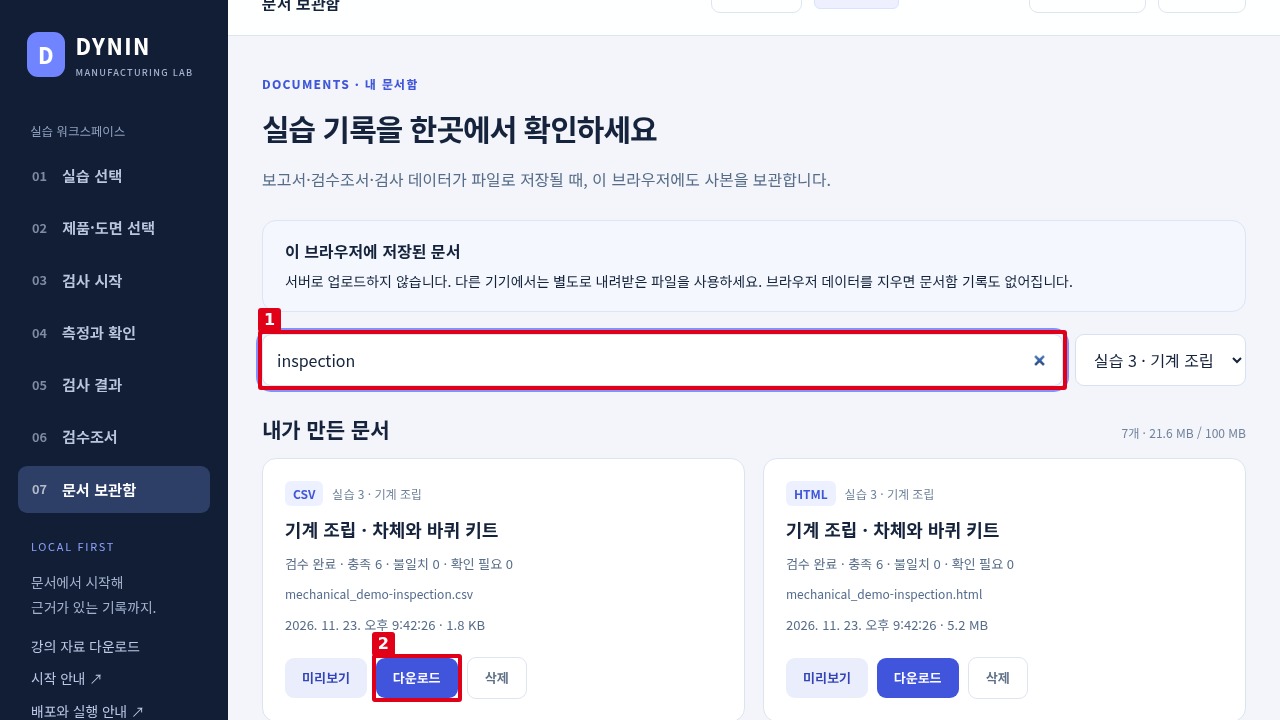 D
DYNIN
MANUFACTURING LAB
실습 워크스페이스
01 실습 선택
02 제품·도면 선택
03 검사 시작
04 측정과 확인
05 검사 결과
06 검수조서
07 문서 보관함
LOCAL FIRST
문서에서 시작해
근거가 있는 기록까지.
강의 자료 다운로드
시작 안내 ↗
배포와 실행 안내 ↗
문서 보관함
DOCUMENTS · 내 문서함
실습 기록을 한곳에서 확인하세요
보고서·검수조서·검사 데이터가 파일로 저장될 때, 이 브라우저에도 사본을 보관합니다.
이 브라우저에 저장된 문서
서버로 업로드하지 않습니다. 다른 기기에서는 별도로 내려받은 파일을 사용하세요. 브라우저 데이터를 지우면 문서함 기록도 없어집니다.
1
inspection
실습 3 · 기계 조립
내가 만든 문서
7개 · 21.6 MB / 100 MB
CSV 실습 3 · 기계 조립
기계 조립 · 차체와 바퀴 키트
검수 완료 · 충족 6 · 불일치 0 · 확인 필요 0
mechanical_demo-inspection.csv
2026. 11. 23. 오후 9:42:26 · 1.8 KB
2
미리보기 다운로드 삭제
HTML 실습 3 · 기계 조립
기계 조립 · 차체와 바퀴 키트
검수 완료 · 충족 6 · 불일치 0 · 확인 필요 0
mechanical_demo-inspection.html
2026. 11. 23. 오후 9:42:26 · 5.2 MB
미리보기 다운로드 삭제